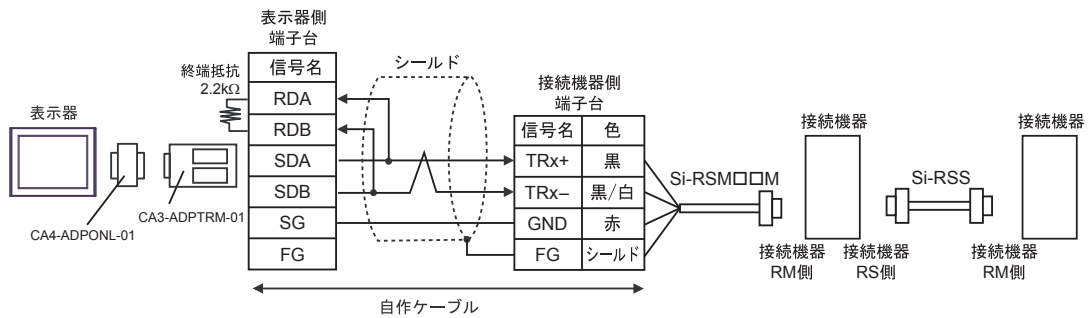 表示器側
端子台
信号名
終端抵抗
2.2kΩ
RDA
RDB
SDA
SDB
SG
FG
シールド
表示器
CA4-ADPONL-01
CA3-ADPTRM-01
接続機器側
端子台
信号名 色
TRx+ 黒
TRx− 黒/白
GND 赤
FG シールド
自作ケーブル
Si-RSM□□M
接続機器
接続機器
RM側
接続機器
RS側
Si-RSS
接続機器
接続機器
RM側